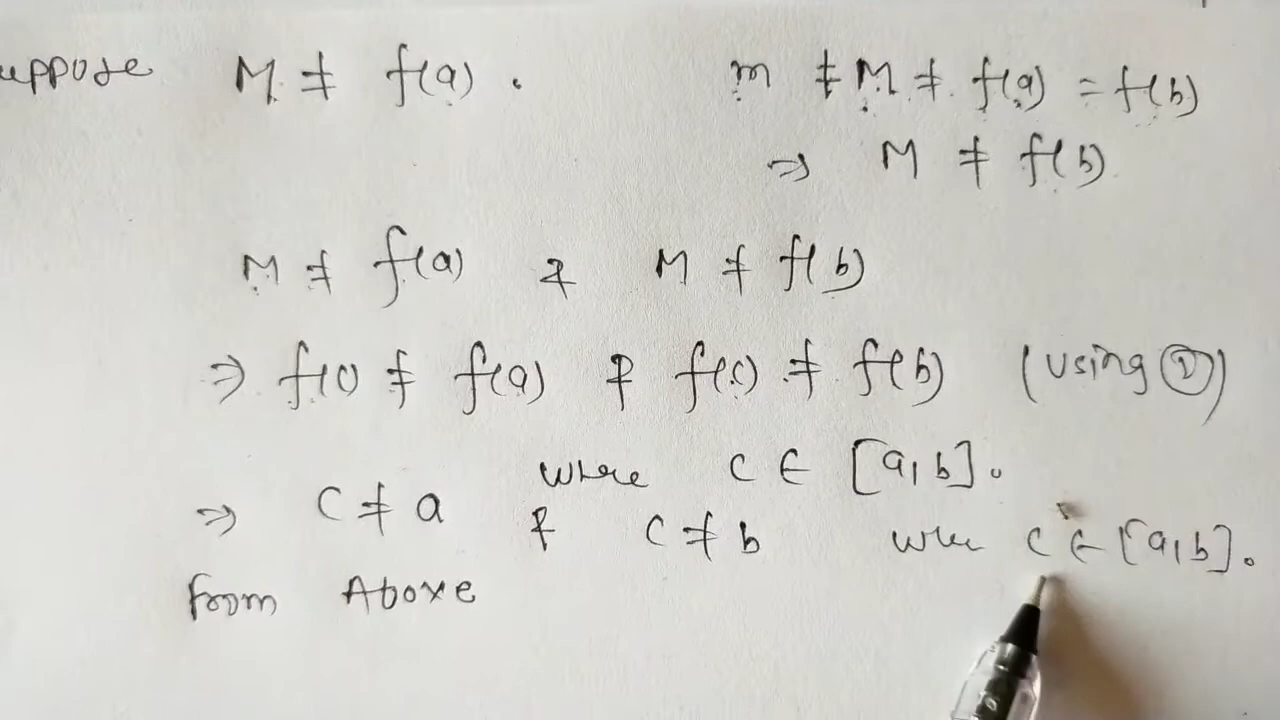 uppose M ≠ f(a). m ≠ M ≠ f(a) = f(b)
⇒ M ≠ f(b)
M ≠ f(a) & M ≠ f(b)
⇒ f(c) ≠ f(a) & f(c) ≠ f(b) (using ②)
where c ∈ [a,b].
⇒ c ≠ a & c ≠ b where c ∈ [a,b].
from Above